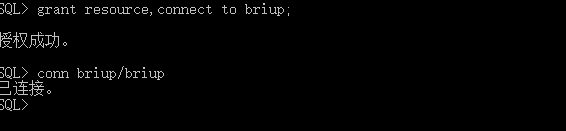 SQL> grant resource,connect to briup;
授权成功。
SQL> conn briup/briup
已连接。
SQL>